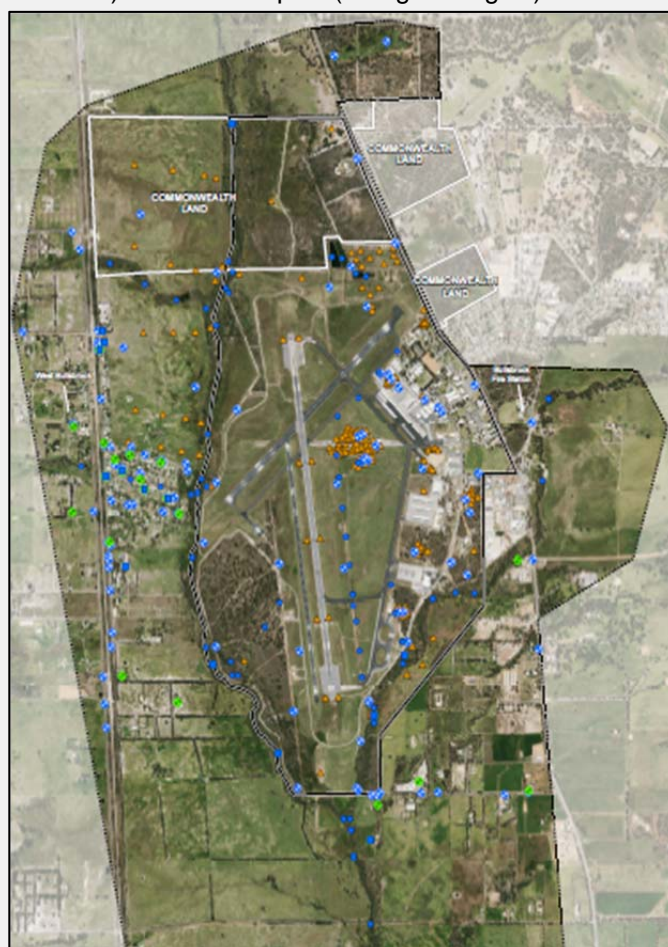 COMMONWEALTH
LAND
COMMONWEALTH
LAND
COMMONWEALTH
LAND
West Bullsbrook
Bullsbrook
Fire Station